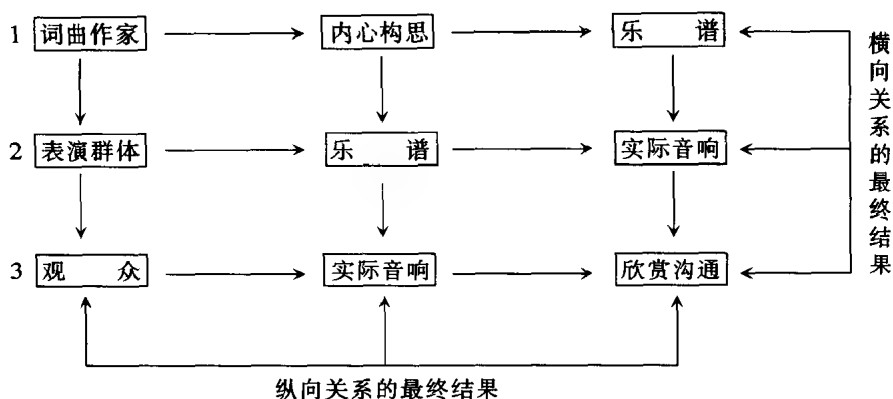 1 词曲作家 内心构思 乐谱
2 表演群体 乐谱 实际音响
3 观众 实际音响 欣赏沟通
横向关系的最终结果
纵向关系的最终结果